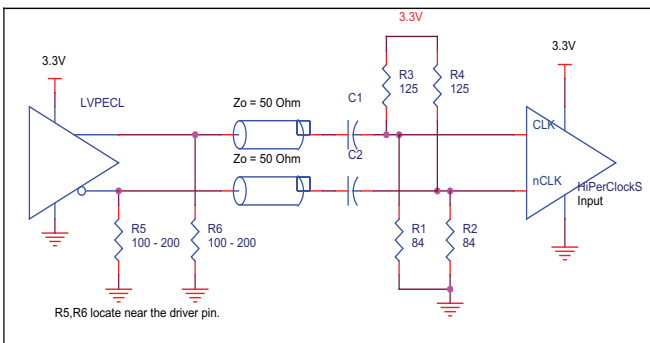 3.3V
3.3V
3.3V
LVPECL
R3
125
R4
125
Zo = 50 Ohm
C1
CLK
Zo = 50 Ohm
C2
nCLK
HiPerClockS
Input
R5
100 - 200
R6
100 - 200
R1
84
R2
84
R5,R6 locate near the driver pin.